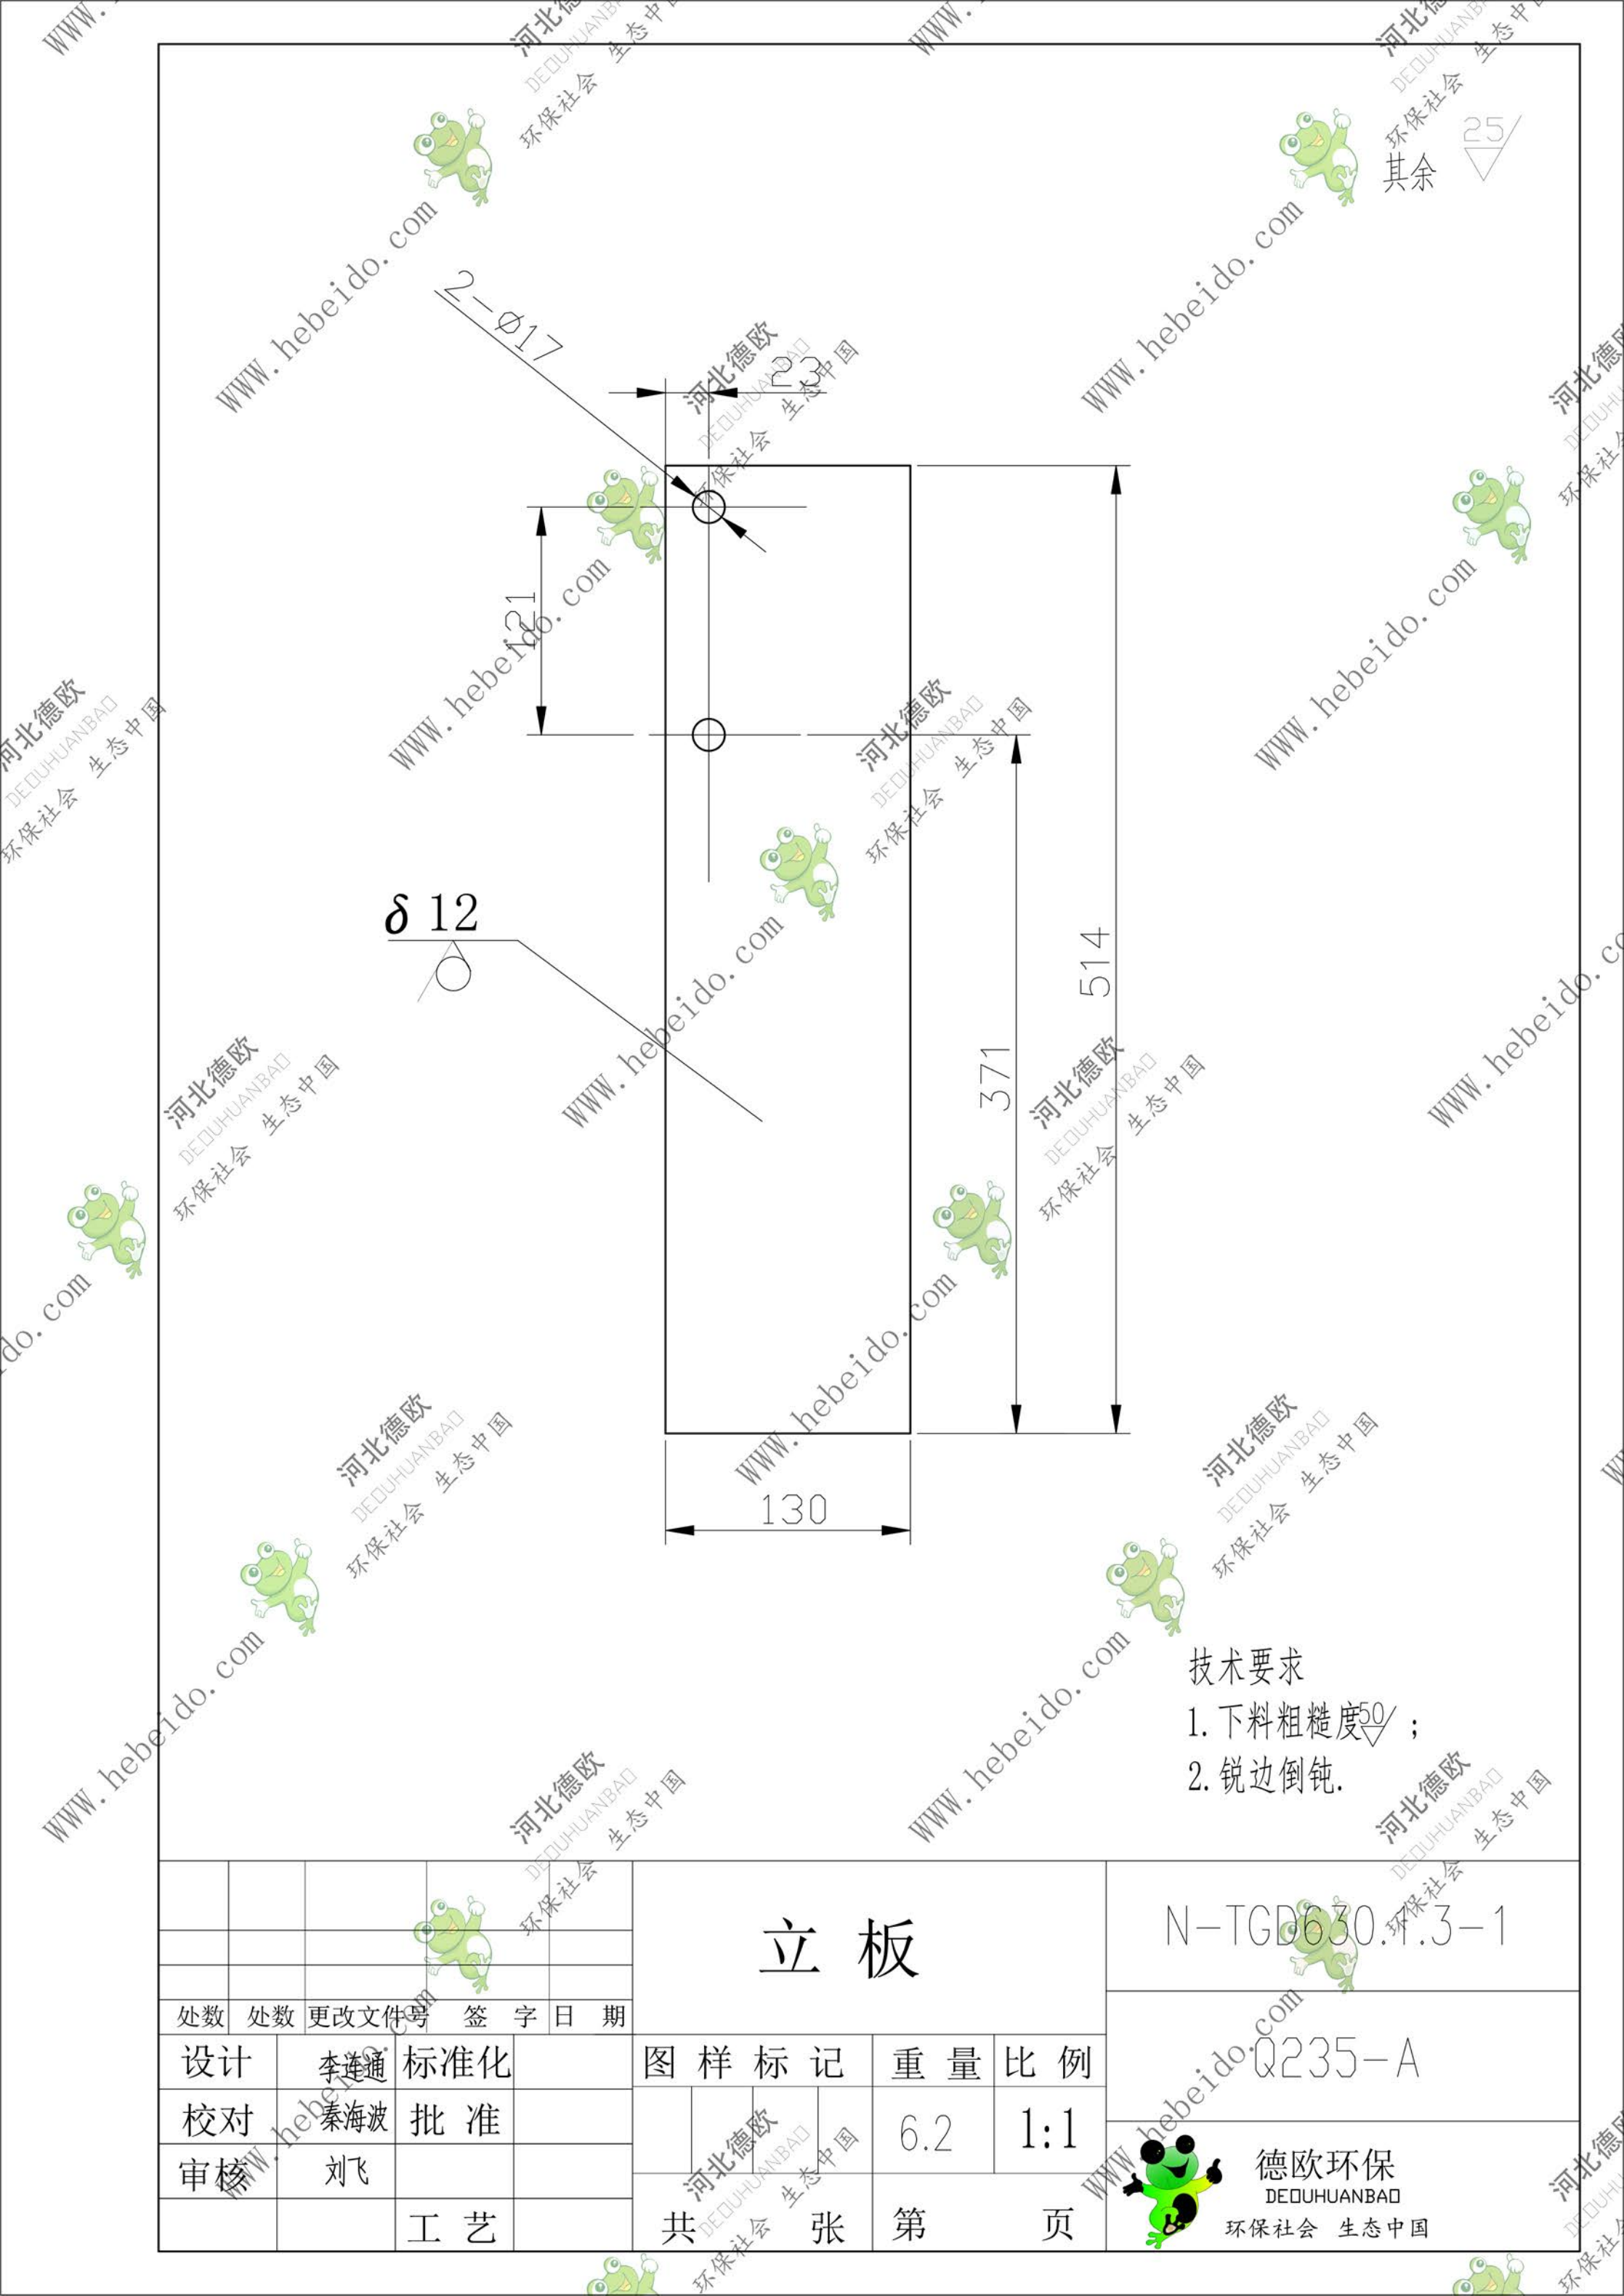 其余 25
2-ø17
23
121
δ 12
514
371
130
技术要求
1.下料粗糙度50 ;
2.锐边倒钝.
立 板
N-TGD630.1.3-1
处数 处数 更改文件号 签 字 日 期
Q235-A
设计 李连通 标准化
图 样 标 记 重 量 比 例
校对 秦海波 批 准
6.2 1:1
审核 刘飞
工 艺
共 张 第 页
德欧环保
DEOUHUANBAO
环保社会 生态中国
WWW.hebeido.com
河北德欧
DEOUHUANBAO
环保社会 生态中国